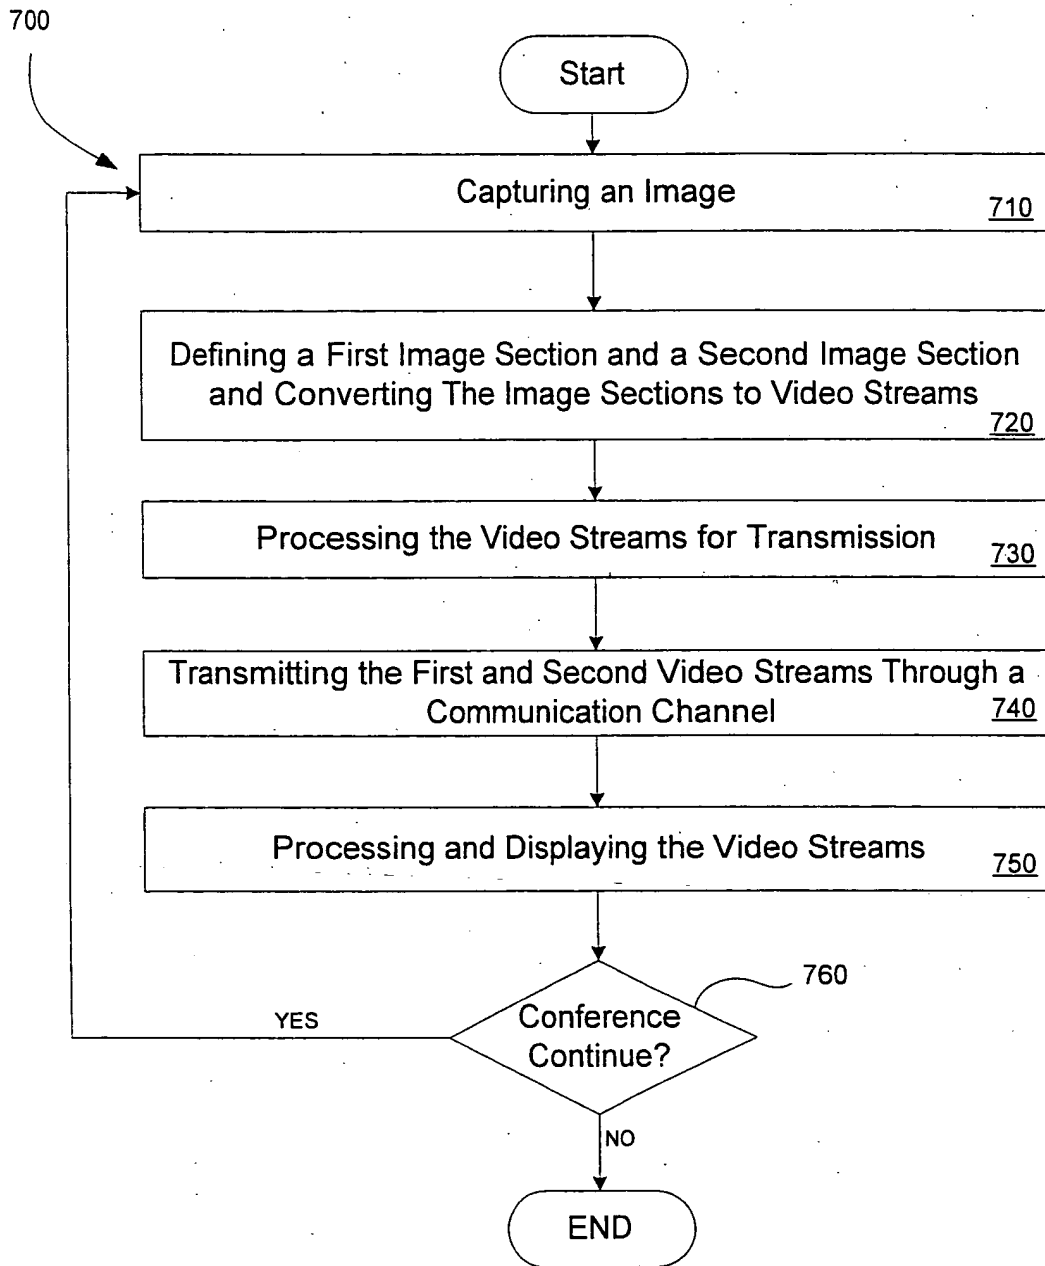 700
Start
Capturing an Image
710
Defining a First Image Section and a Second Image Section
and Converting The Image Sections to Video Streams
720
Processing the Video Streams for Transmission
730
Transmitting the First and Second Video Streams Through a
Communication Channel
740
Processing and Displaying the Video Streams
750
760
Conference
Continue?
YES
NO
END